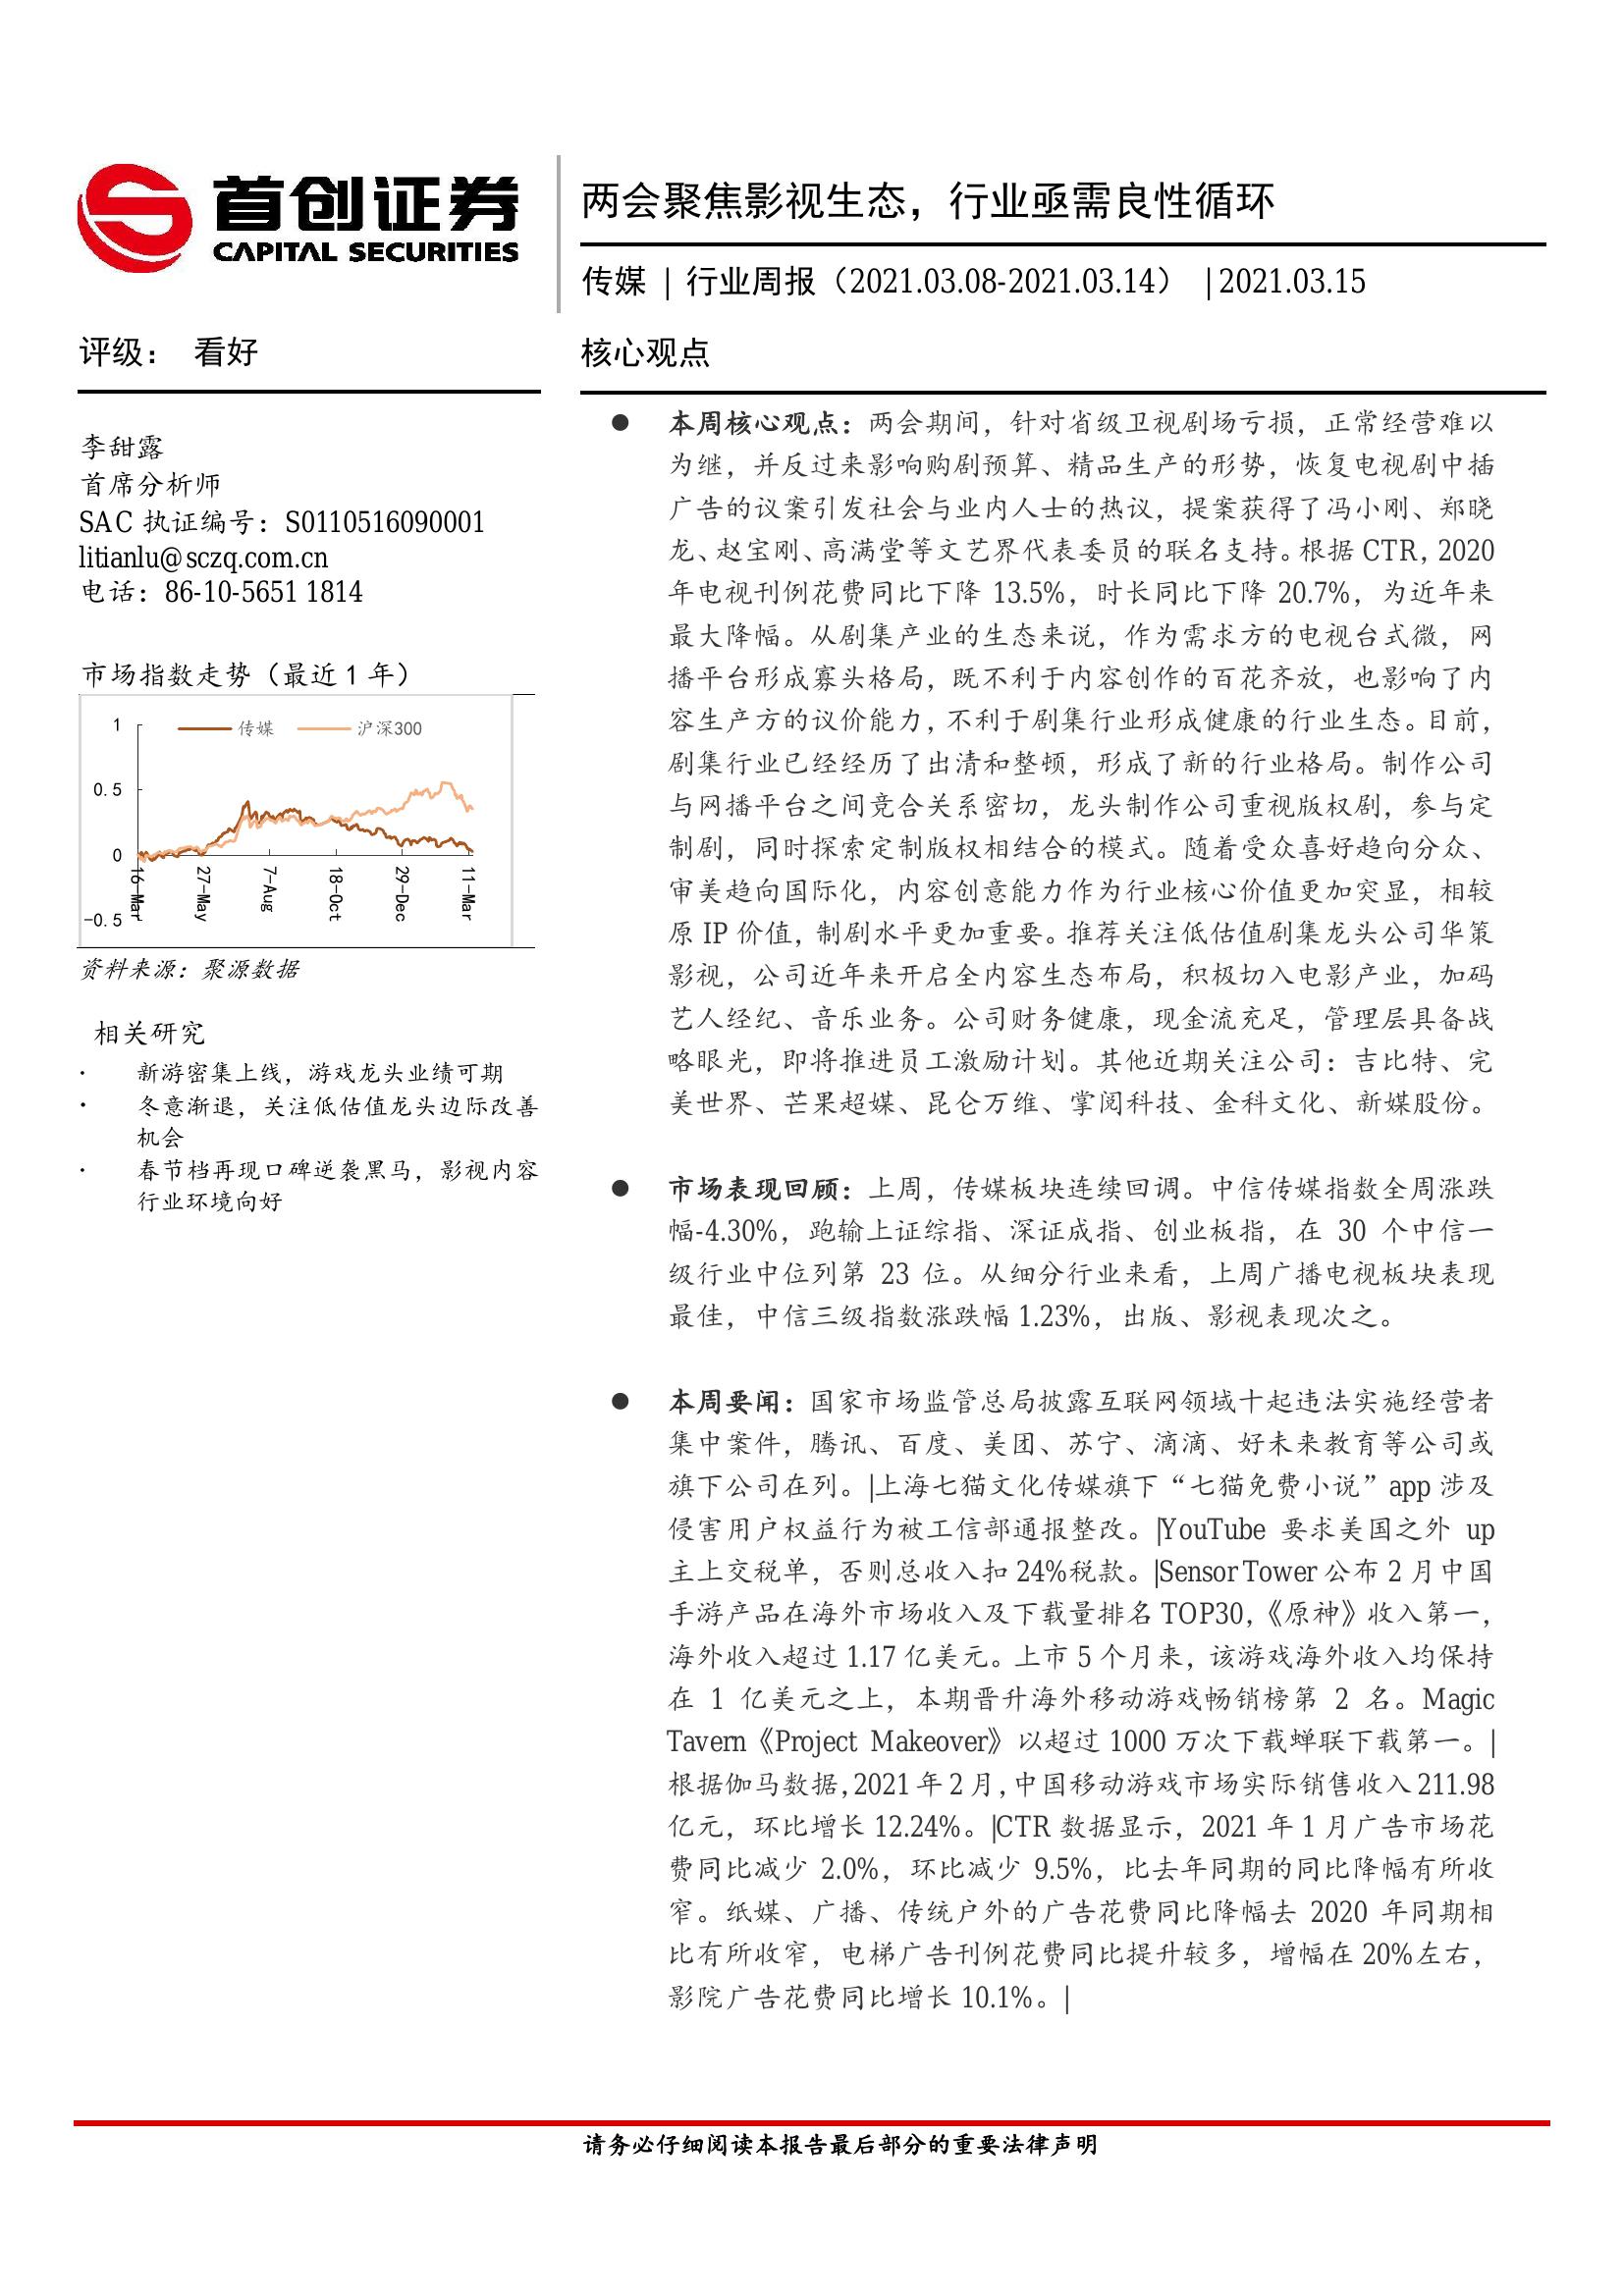 首创证券
CAPITAL SECURITIES
两会聚焦影视生态，行业亟需良性循环
传媒 | 行业周报（2021.03.08-2021.03.14） | 2021.03.15
评级： 看好
李甜露
首席分析师
SAC 执证编号：S0110516090001
litianlu@sczq.com.cn
电话：86-10-5651 1814
市场指数走势（最近 1 年）
传媒 沪深300
1
0.5
0
-0.5
16-Mar 27-May 7-Aug 18-Oct 29-Dec 11-Mar
资料来源：聚源数据
相关研究
· 新游密集上线，游戏龙头业绩可期
· 冬意渐退，关注低估值龙头边际改善
机会
· 春节档再现口碑逆袭黑马，影视内容
行业环境向好
核心观点
● 本周核心观点：两会期间，针对省级卫视剧场亏损，正常经营难以
为继，并反过来影响购剧预算、精品生产的形势，恢复电视剧中插
广告的议案引发社会与业内人士的热议，提案获得了冯小刚、郑晓
龙、赵宝刚、高满堂等文艺界代表委员的联名支持。根据 CTR，2020
年电视刊例花费同比下降 13.5%，时长同比下降 20.7%，为近年来
最大降幅。从剧集产业的生态来说，作为需求方的电视台式微，网
播平台形成寡头格局，既不利于内容创作的百花齐放，也影响了内
容生产方的议价能力，不利于剧集行业形成健康的行业生态。目前，
剧集行业已经经历了出清和整顿，形成了新的行业格局。制作公司
与网播平台之间竞合关系密切，龙头制作公司重视版权剧，参与定
制剧，同时探索定制版权相结合的模式。随着受众喜好趋向分众、
审美趋向国际化，内容创意能力作为行业核心价值更加突显，相较
原 IP 价值，制剧水平更加重要。推荐关注低估值剧集龙头公司华策
影视，公司近年来开启全内容生态布局，积极切入电影产业，加码
艺人经纪、音乐业务。公司财务健康，现金流充足，管理层具备战
略眼光，即将推进员工激励计划。其他近期关注公司：吉比特、完
美世界、芒果超媒、昆仑万维、掌阅科技、金科文化、新媒股份。
● 市场表现回顾：上周，传媒板块连续回调。中信传媒指数全周涨跌
幅-4.30%，跑输上证综指、深证成指、创业板指，在 30 个中信一
级行业中位列第 23 位。从细分行业来看，上周广播电视板块表现
最佳，中信三级指数涨跌幅 1.23%，出版、影视表现次之。
● 本周要闻：国家市场监管总局披露互联网领域十起违法实施经营者
集中案件，腾讯、百度、美团、苏宁、滴滴、好未来教育等公司或
旗下公司在列。|上海七猫文化传媒旗下“七猫免费小说”app 涉及
侵害用户权益行为被工信部通报整改。|YouTube 要求美国之外 up
主上交税单，否则总收入扣 24%税款。|Sensor Tower 公布 2 月中国
手游产品在海外市场收入及下载量排名 TOP30，《原神》收入第一，
海外收入超过 1.17 亿美元。上市 5 个月来，该游戏海外收入均保持
在 1 亿美元之上，本期晋升海外移动游戏畅销榜第 2 名。Magic
Tavern《Project Makeover》以超过 1000 万次下载蝉联下载第一。|
根据伽马数据，2021 年 2 月，中国移动游戏市场实际销售收入 211.98
亿元，环比增长 12.24%。|CTR 数据显示，2021 年 1 月广告市场花
费同比减少 2.0%，环比减少 9.5%，比去年同期的同比降幅有所收
窄。纸媒、广播、传统户外的广告花费同比降幅去 2020 年同期相
比有所收窄，电梯广告刊例花费同比提升较多，增幅在 20%左右，
影院广告花费同比增长 10.1%。|
请务必仔细阅读本报告最后部分的重要法律声明